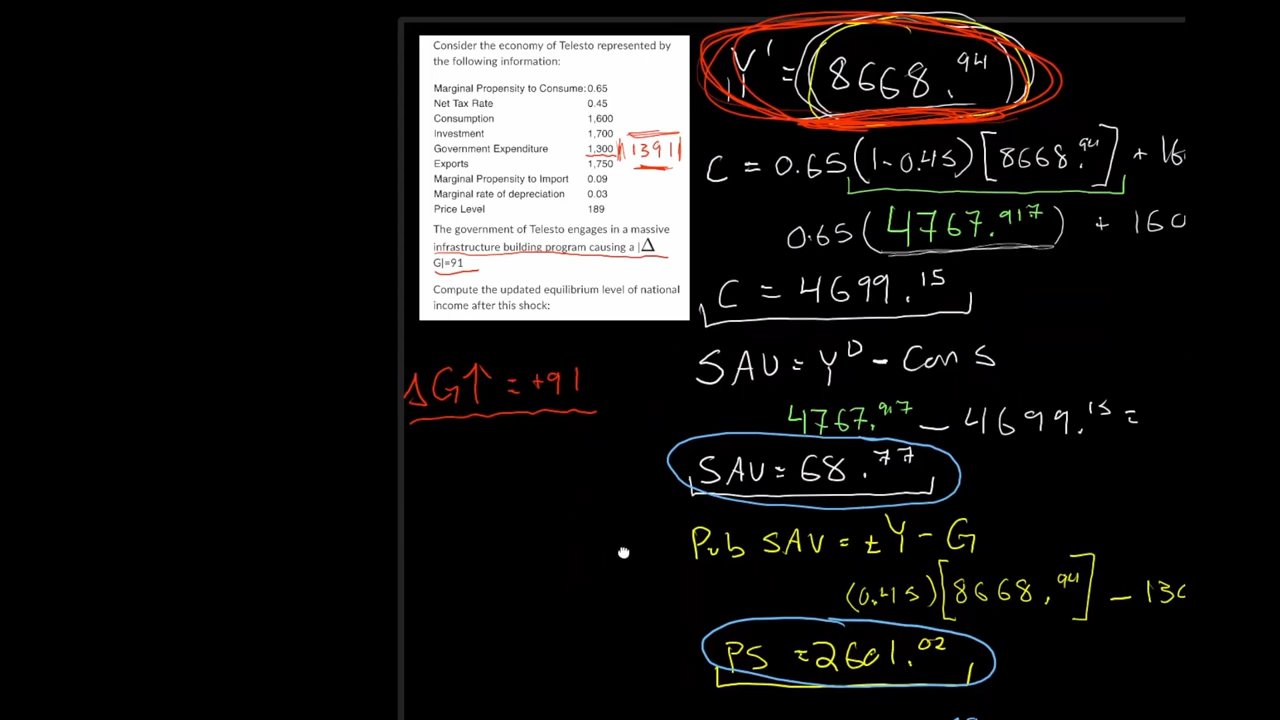 Consider the economy of Telesto represented by
the following information:
Marginal Propensity to Consume: 0.65
Net Tax Rate 0.45
Consumption 1,600
Investment 1,700
Government Expenditure 1,300 1391
Exports 1,750
Marginal Propensity to Import 0.09
Marginal rate of depreciation 0.03
Price Level 189
The government of Telesto engages in a massive
infrastructure building program causing a |Δ
G|=91
Compute the updated equilibrium level of national
income after this shock:
ΔG↑ = +91
Y' = 8668.94
C = 0.65(1-0.45)[8668.94] + 16
0.65(4767.917) + 160
C = 4699.15
SAV = Y^D - Cons
4767.917 - 4699.15 =
SAV = 68.77
Pub SAV = tY - G
(0.45)[8668.94] - 130
PS = 2601.02